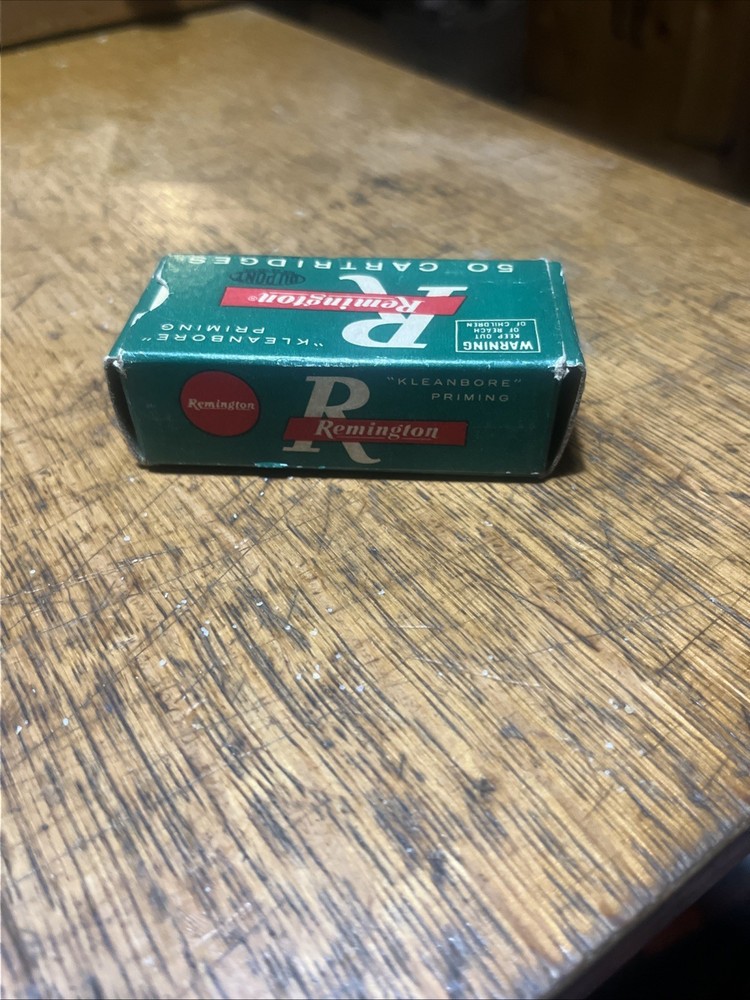 50 CARTRIDGES
DU PONT
R
Remington®
"KLEANBORE"
PRIMING
WARNING
KEEP OUT
OF REACH
OF CHILDREN
Remington
R
Remington
"KLEANBORE"
PRIMING